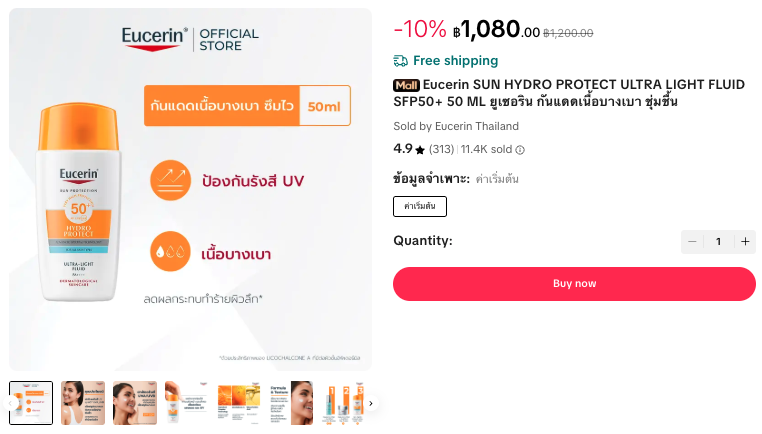 Eucerin® | OFFICIAL STORE
กันแดดเนื้อบางเบา ซึมไว 50ml
ป้องกันรังสี UV
เนื้อบางเบา
ลดผลกระทบทำร้ายผิวลึก*
Eucerin
SUN PROTECTION
50+
HYDRO
PROTECT
ULTRA-LIGHT
FLUID
DERMATOLOGICAL
SKINCARE
-10% ฿1,080.00 ฿1,200.00
Free shipping
Mall Eucerin SUN HYDRO PROTECT ULTRA LIGHT FLUID
SFP50+ 50 ML ยูเซอริน กันแดดเนื้อบางเบา ชุ่มชื้น
Sold by Eucerin Thailand
4.9 ★ (313) 11.4K sold
ข้อมูลจำเพาะ: ค่าเริ่มต้น
ค่าเริ่มต้น
Quantity:
− 1 +
Buy now